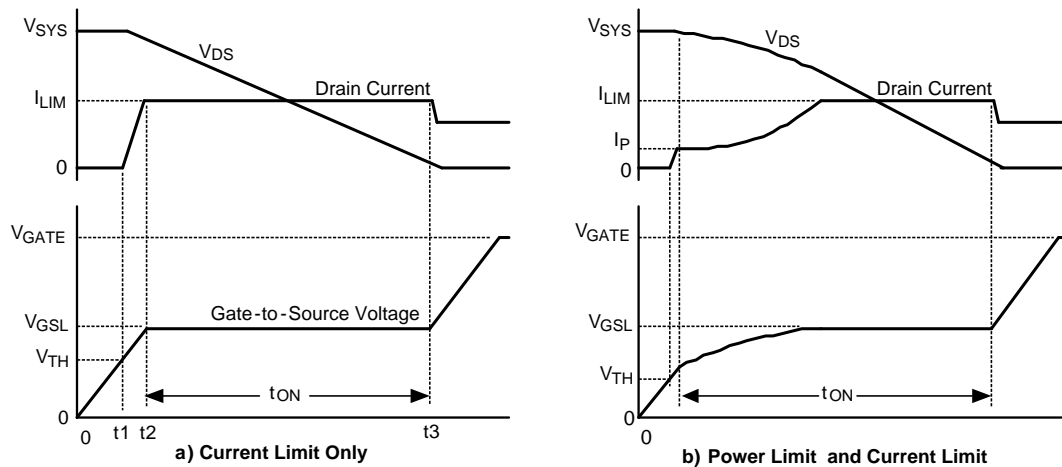 VSYS
VDS
Drain Current
ILIM
0
VGATE
VGSL
Gate-to-Source Voltage
VTH
tON
0
0
t1
t2
t3
a) Current Limit Only
VSYS
VDS
Drain Current
ILIM
IP
0
VGATE
VGSL
VTH
tON
0
0
b) Power Limit and Current Limit